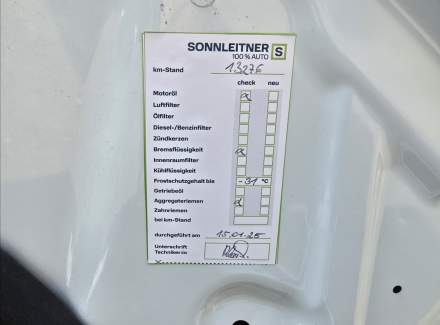 SONNLEITNER S
100% AUTO
km-Stand 13276
check neu
Motoröl
Luftfilter
Ölfilter
Diesel-/Benzinfilter
Zündkerzen
Bremsflüssigkeit
Innenraumfilter
Kühlflüssigkeit
Frostschutzgehalt bis -31 °C
Getriebeöl
Aggregateriemen
Zahnriemen
bei km-Stand
durchgeführt am 15.01.25
Unterschrift
Techniker:in